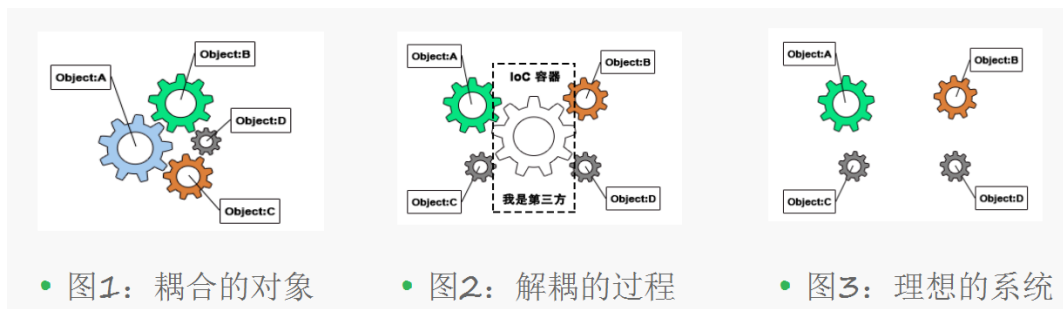 Object:B
Object:A
Object:D
Object:C
• 图1：耦合的对象
IoC 容器
Object:A
Object:B
Object:C
我是第三方
Object:D
• 图2：解耦的过程
Object:A
Object:B
Object:C
Object:D
• 图3：理想的系统